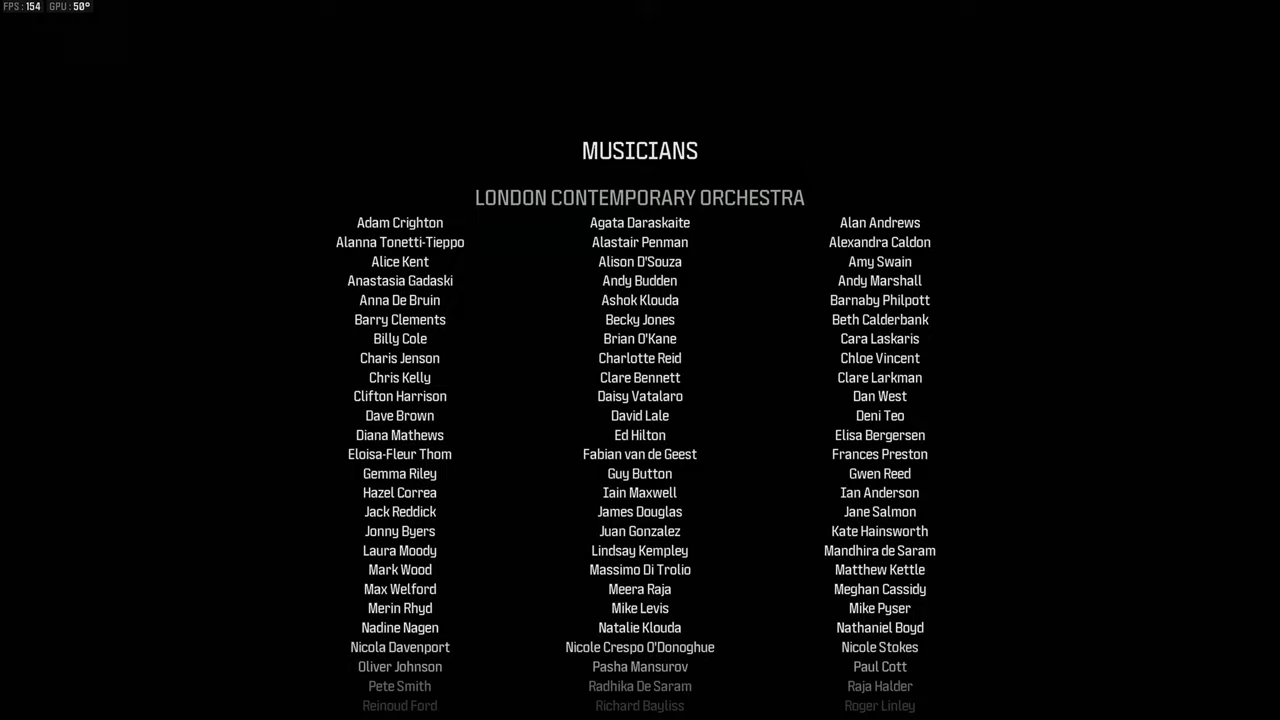 FPS: 154 GPU: 50°
MUSICIANS
LONDON CONTEMPORARY ORCHESTRA
Adam Crighton Agata Daraskaite Alan Andrews
Alanna Tonetti-Tieppo Alastair Penman Alexandra Caldon
Alice Kent Alison D'Souza Amy Swain
Anastasia Gadaski Andy Budden Andy Marshall
Anna De Bruin Ashok Klouda Barnaby Philpott
Barry Clements Becky Jones Beth Calderbank
Billy Cole Brian O'Kane Cara Laskaris
Charis Jenson Charlotte Reid Chloe Vincent
Chris Kelly Clare Bennett Clare Larkman
Clifton Harrison Daisy Vatalaro Dan West
Dave Brown David Lale Deni Teo
Diana Mathews Ed Hilton Elisa Bergersen
Eloisa-Fleur Thom Fabian van de Geest Frances Preston
Gemma Riley Guy Button Gwen Reed
Hazel Correa Iain Maxwell Ian Anderson
Jack Reddick James Douglas Jane Salmon
Jonny Byers Juan Gonzalez Kate Hainsworth
Laura Moody Lindsay Kempley Mandhira de Saram
Mark Wood Massimo Di Trolio Matthew Kettle
Max Welford Meera Raja Meghan Cassidy
Merin Rhyd Mike Levis Mike Pyser
Nadine Nagen Natalie Klouda Nathaniel Boyd
Nicola Davenport Nicole Crespo O'Donoghue Nicole Stokes
Oliver Johnson Pasha Mansurov Paul Cott
Pete Smith Radhika De Saram Raja Halder
Reinoud Ford Richard Bayliss Roger Linley